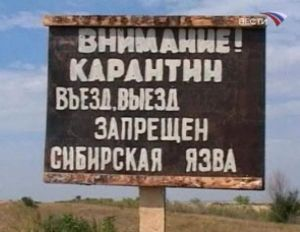 ВЕСТИ
ВНИМАНИЕ!
КАРАНТИН
ВЪЕЗД, ВЫЕЗД
ЗАПРЕЩЕН
СИБИРСКАЯ ЯЗВА